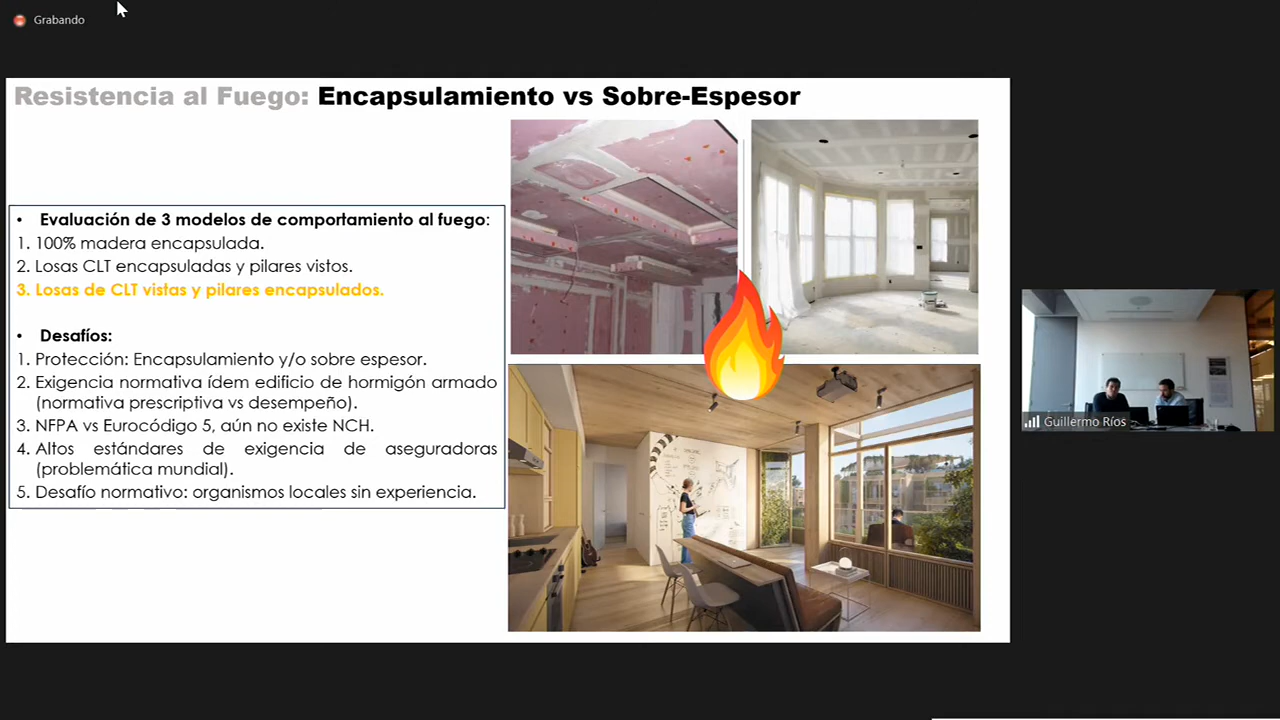 Grabando
Resistencia al Fuego: Encapsulamiento vs Sobre-Espesor
• Evaluación de 3 modelos de comportamiento al fuego:
1. 100% madera encapsulada.
2. Losas CLT encapsuladas y pilares vistos.
3. Losas de CLT vistas y pilares encapsulados.
• Desafíos:
1. Protección: Encapsulamiento y/o sobre espesor.
2. Exigencia normativa ídem edificio de hormigón armado
(normativa prescriptiva vs desempeño).
3. NFPA vs Eurocódigo 5, aún no existe NCH.
4. Altos estándares de exigencia de aseguradoras
(problemática mundial).
5. Desafío normativo: organismos locales sin experiencia.
Guillermo Ríos